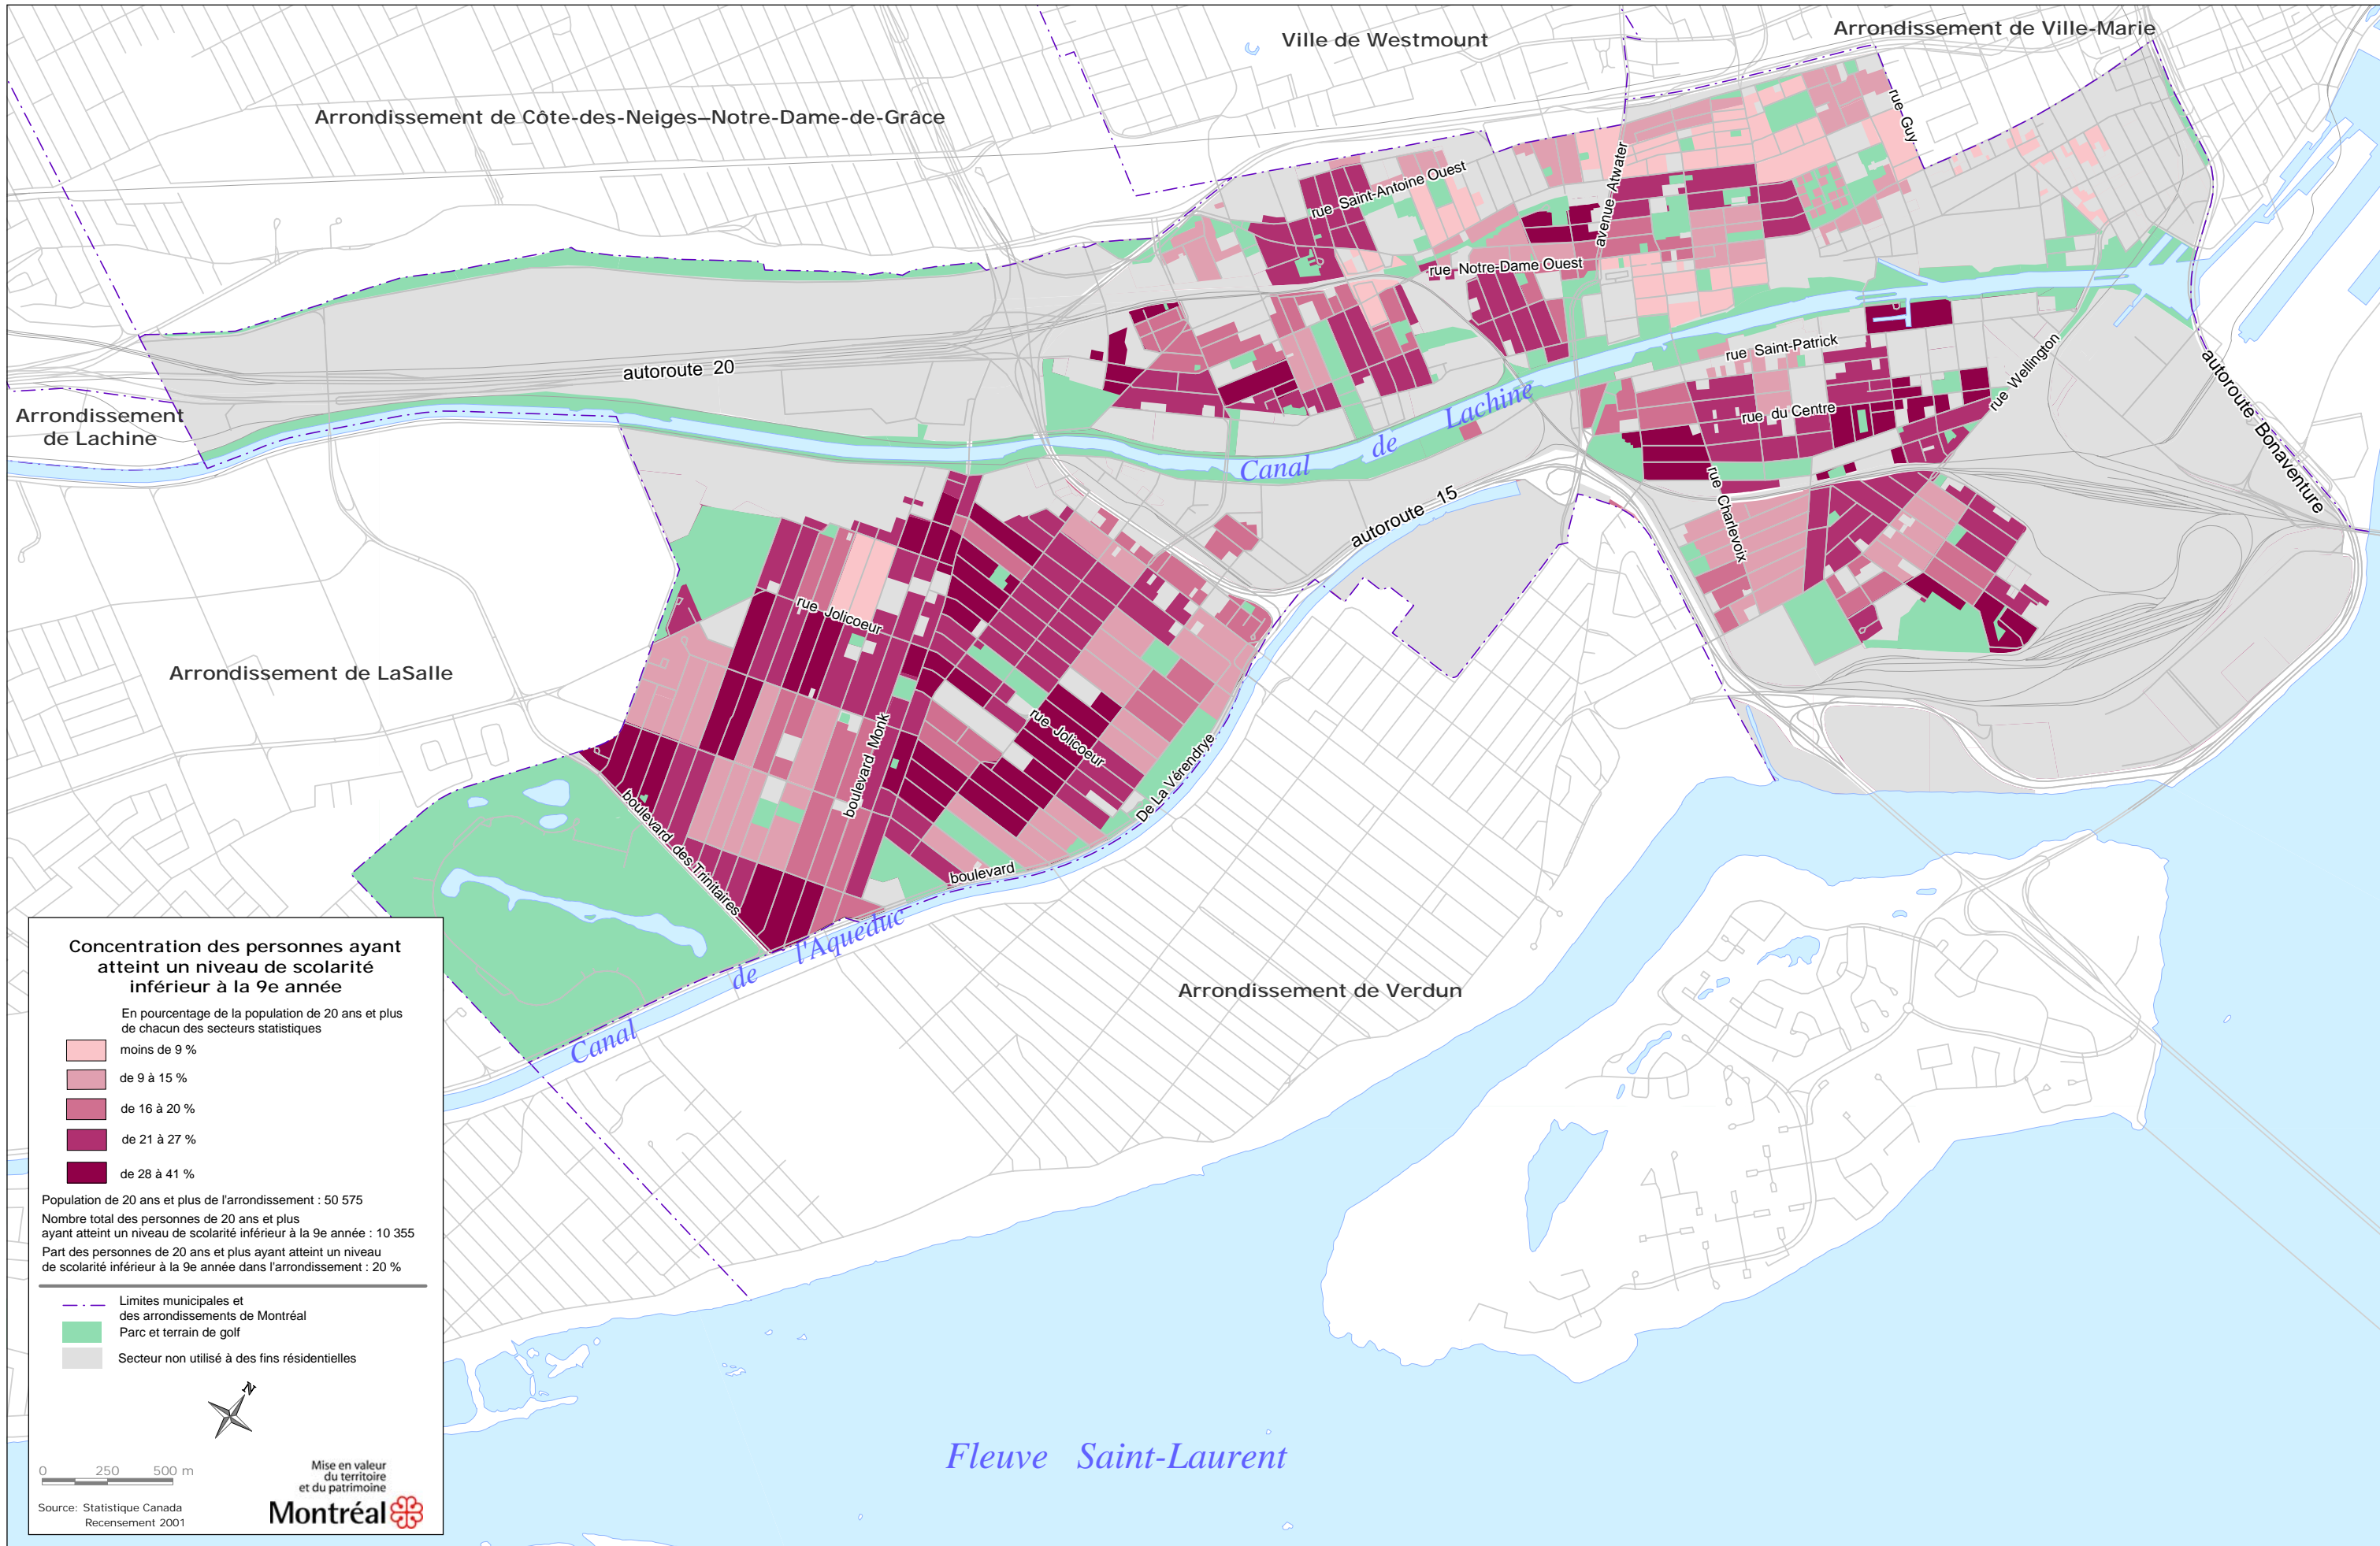 Ville de Westmount
Arrondissement de Ville-Marie
Arrondissement de Côte-des-Neiges–Notre-Dame-de-Grâce
rue Guy
avenue Atwater
rue Saint-Antoine Ouest
rue Notre-Dame Ouest
autoroute 20
rue Saint-Patrick
rue Wellington
autoroute Bonaventure
Arrondissement
de Lachine
Canal de Lachine
rue du Centre
rue Charlevoix
autoroute 15
rue Jolicoeur
Arrondissement de LaSalle
boulevard Monk
rue Jolicoeur
De La Vérendrye
boulevard
boulevard des Trinitaires
Canal de l'Aqueduc
Arrondissement de Verdun
Fleuve Saint-Laurent
Concentration des personnes ayant
atteint un niveau de scolarité
inférieur à la 9e année
En pourcentage de la population de 20 ans et plus
de chacun des secteurs statistiques
moins de 9 %
de 9 à 15 %
de 16 à 20 %
de 21 à 27 %
de 28 à 41 %
Population de 20 ans et plus de l'arrondissement : 50 575
Nombre total des personnes de 20 ans et plus
ayant atteint un niveau de scolarité inférieur à la 9e année : 10 355
Part des personnes de 20 ans et plus ayant atteint un niveau
de scolarité inférieur à la 9e année dans l'arrondissement : 20 %
Limites municipales et
des arrondissements de Montréal
Parc et terrain de golf
Secteur non utilisé à des fins résidentielles
N
0 250 500 m
Source: Statistique Canada
Recensement 2001
Mise en valeur
du territoire
et du patrimoine
Montréal